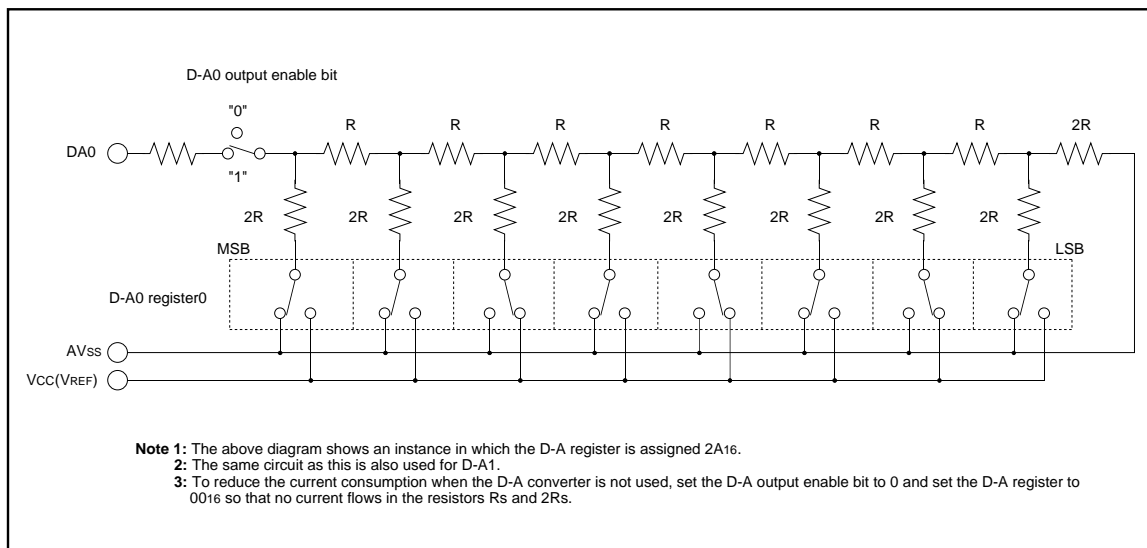 D-A0 output enable bit
"0"
R R R R R R R 2R
DA0
"1"
2R 2R 2R 2R 2R 2R 2R 2R
MSB LSB
D-A0 register0
AVSS
VCC(VREF)
Note 1: The above diagram shows an instance in which the D-A register is assigned 2A16.
2: The same circuit as this is also used for D-A1.
3: To reduce the current consumption when the D-A converter is not used, set the D-A output enable bit to 0 and set the D-A register to
0016 so that no current flows in the resistors Rs and 2Rs.